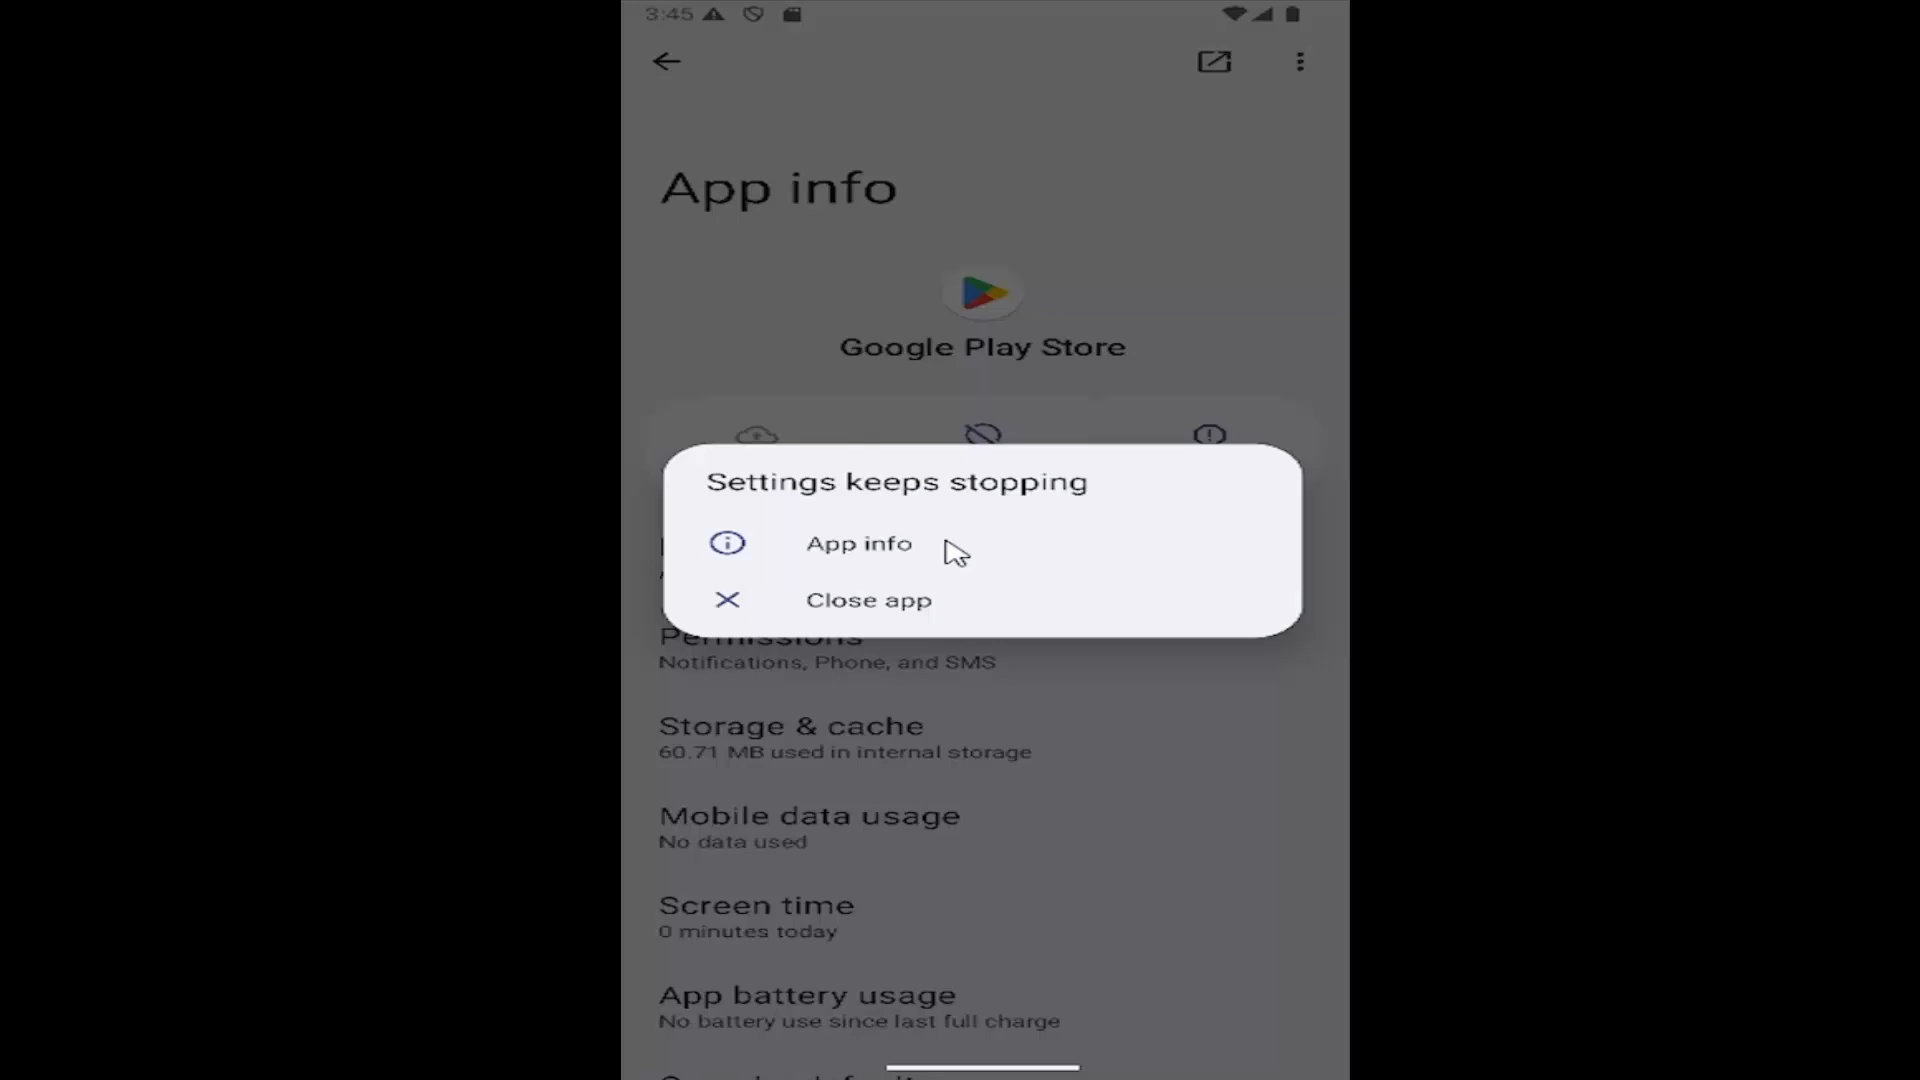 3:45
App info
Google Play Store
Settings keeps stopping
App info
Close app
Permissions
Notifications, Phone, and SMS
Storage & cache
60.71 MB used in internal storage
Mobile data usage
No data used
Screen time
0 minutes today
App battery usage
No battery use since last full charge